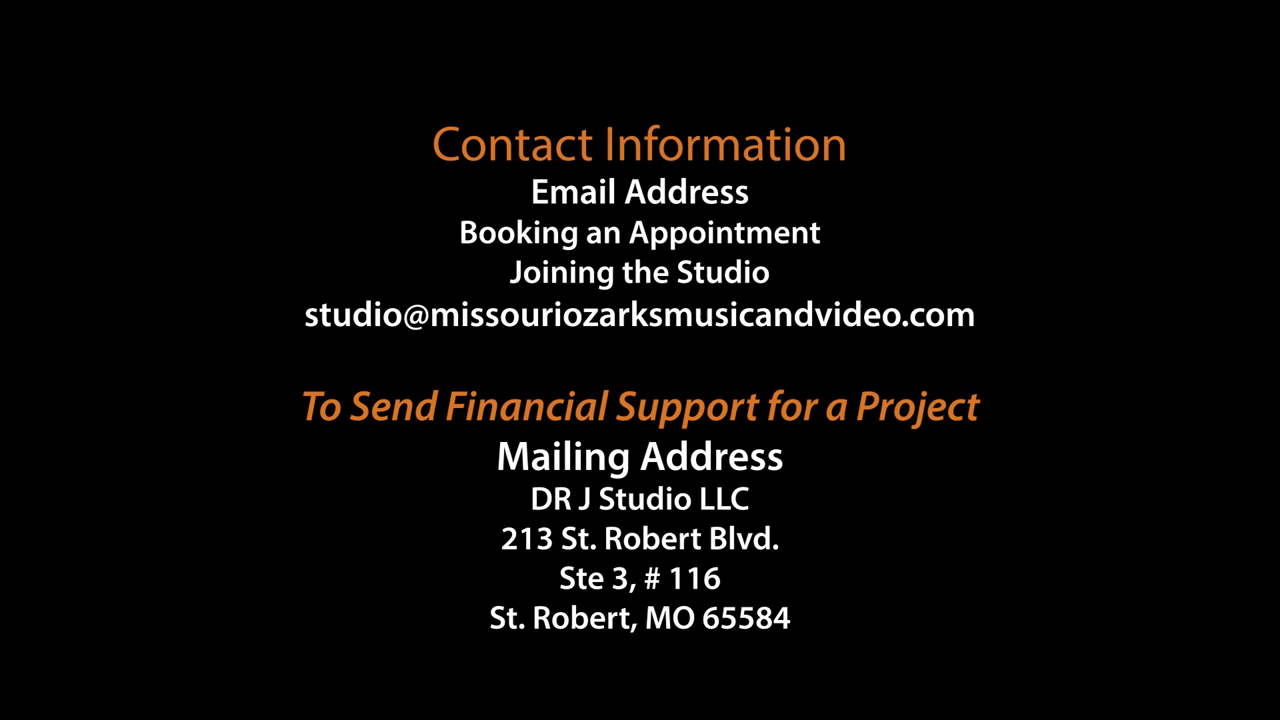 Contact Information
Email Address
Booking an Appointment
Joining the Studio
studio@missouriozarksmusicandvideo.com
To Send Financial Support for a Project
Mailing Address
DR J Studio LLC
213 St. Robert Blvd.
Ste 3, # 116
St. Robert, MO 65584